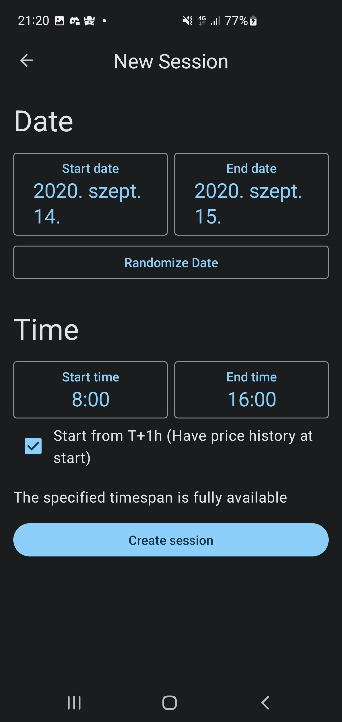 21:20
77%
New Session
Date
Start date
2020. szept.
14.
End date
2020. szept.
15.
Randomize Date
Time
Start time
8:00
End time
16:00
Start from T+1h (Have price history at
start)
The specified timespan is fully available
Create session